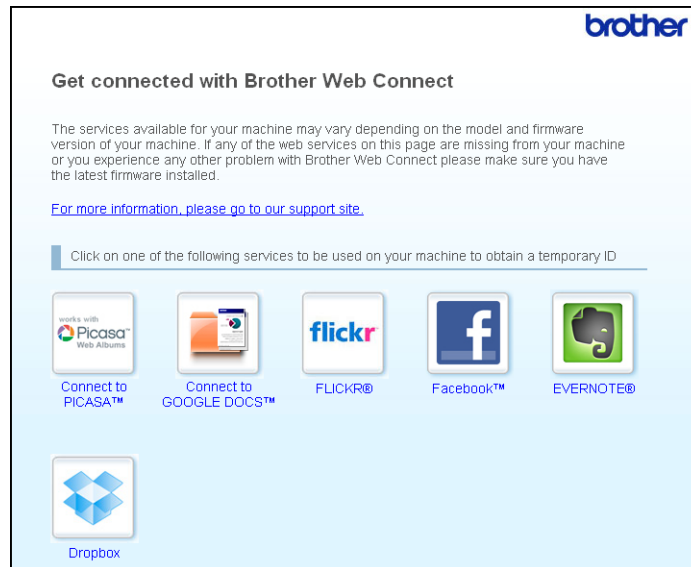 brother
Get connected with Brother Web Connect
The services available for your machine may vary depending on the model and firmware
version of your machine. If any of the web services on this page are missing from your machine
or you experience any other problem with Brother Web Connect please make sure you have
the latest firmware installed.
For more information, please go to our support site.
Click on one of the following services to be used on your machine to obtain a temporary ID
works with
Picasa™
Web Albums
flickr
f
Connect to
PICASA™
Connect to
GOOGLE DOCS™
FLICKR®
Facebook™
EVERNOTE®
Dropbox